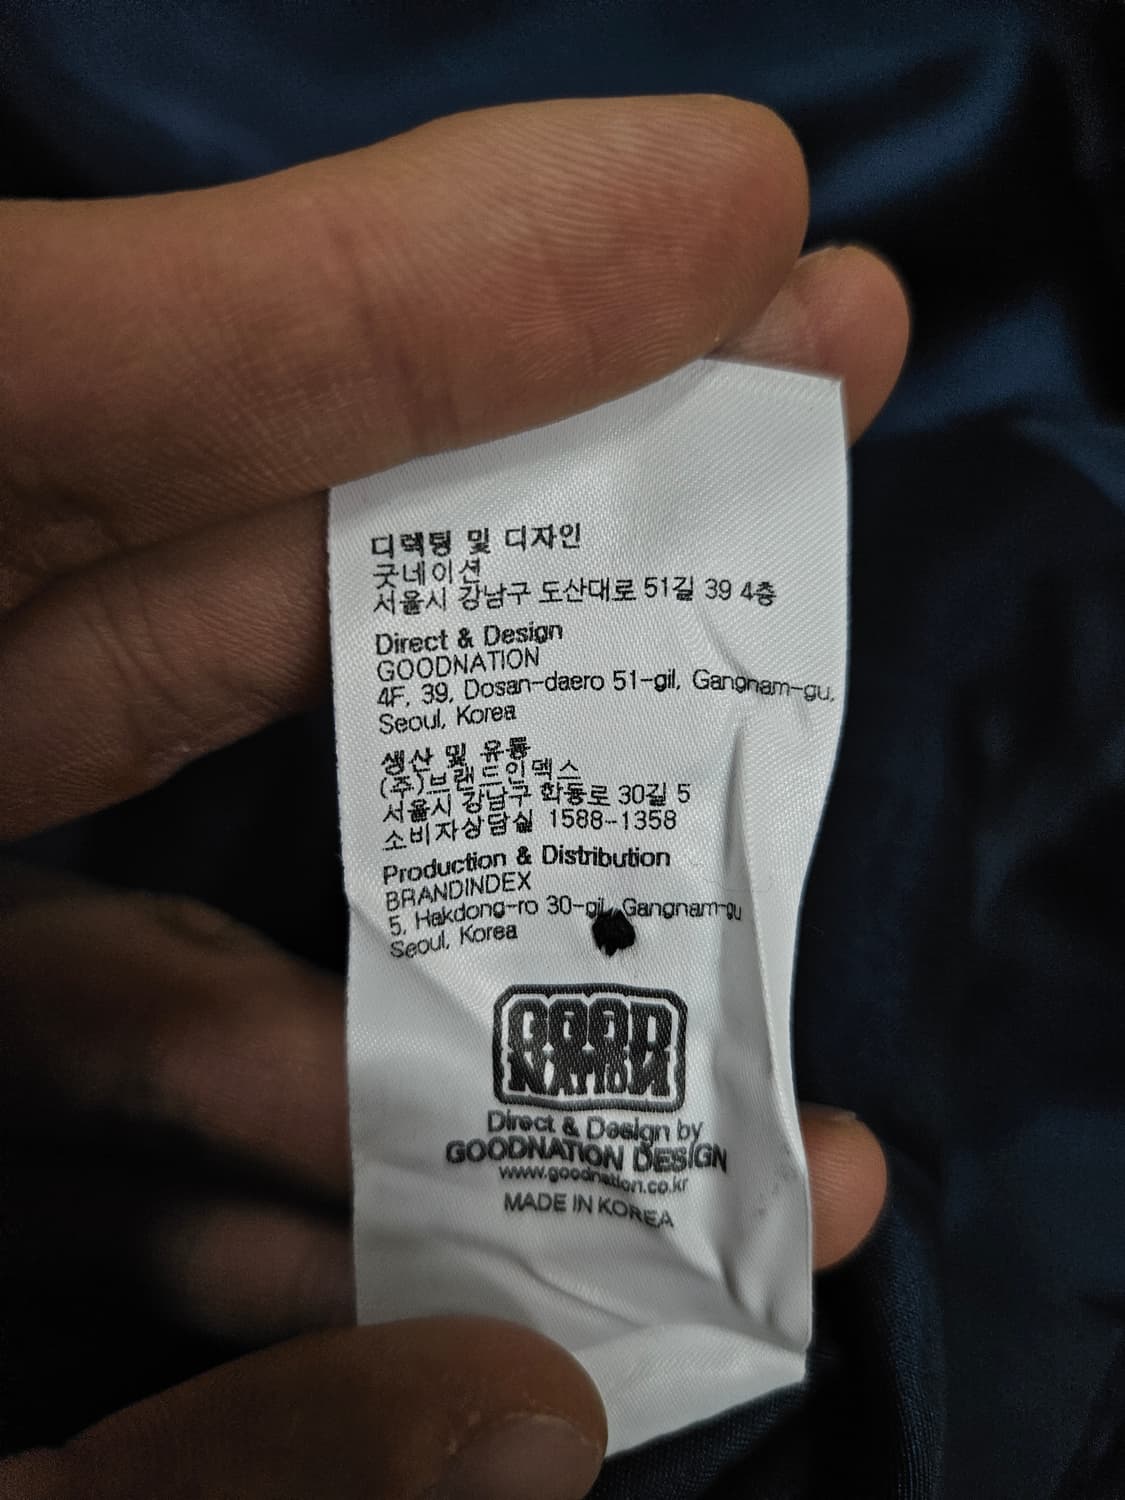 디렉팅 및 디자인
굿네이션
서울시 강남구 도산대로 51길 39 4층
Direct & Design
GOODNATION
4F, 39, Dosan-daero 51-gil, Gangnam-gu,
Seoul, Korea
생산 및 유통
(주)브랜드인덱스
서울시 강남구 학동로 30길 5
소비자상담실 1588-1358
Production & Distribution
BRANDINDEX
5, Hakdong-ro 30-gil, Gangnam-gu
Seoul, Korea
GOOD
NATION
Direct & Design by
GOODNATION DESIGN
www.goodnation.co.kr
MADE IN KOREA